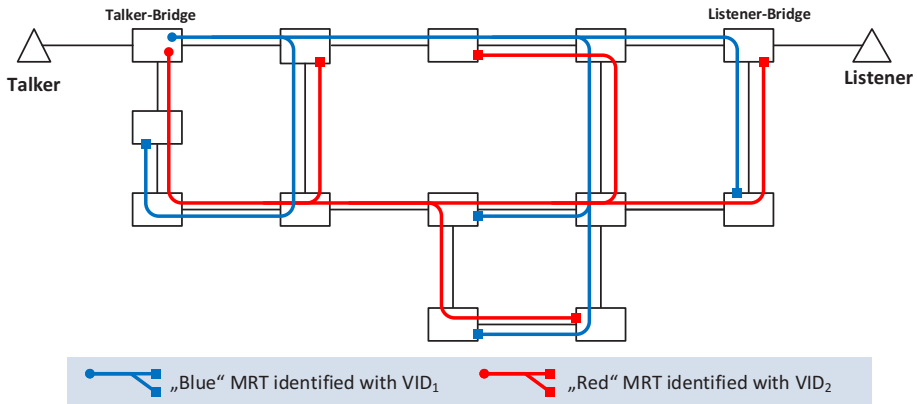 Talker-Bridge
Listener-Bridge
Talker
Listener
„Blue“ MRT identified with VID₁
„Red“ MRT identified with VID₂